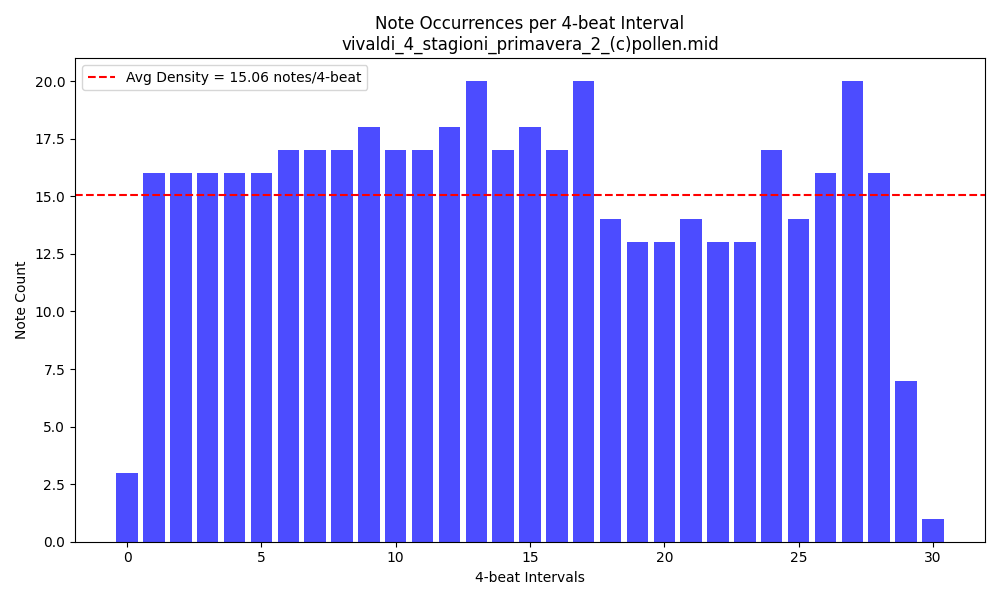 Note Occurrences per 4-beat Interval
vivaldi_4_stagioni_primavera_2_(c)pollen.mid
Avg Density = 15.06 notes/4-beat
Note Count
20.0
17.5
15.0
12.5
10.0
7.5
5.0
2.5
0.0
0 5 10 15 20 25 30
4-beat Intervals